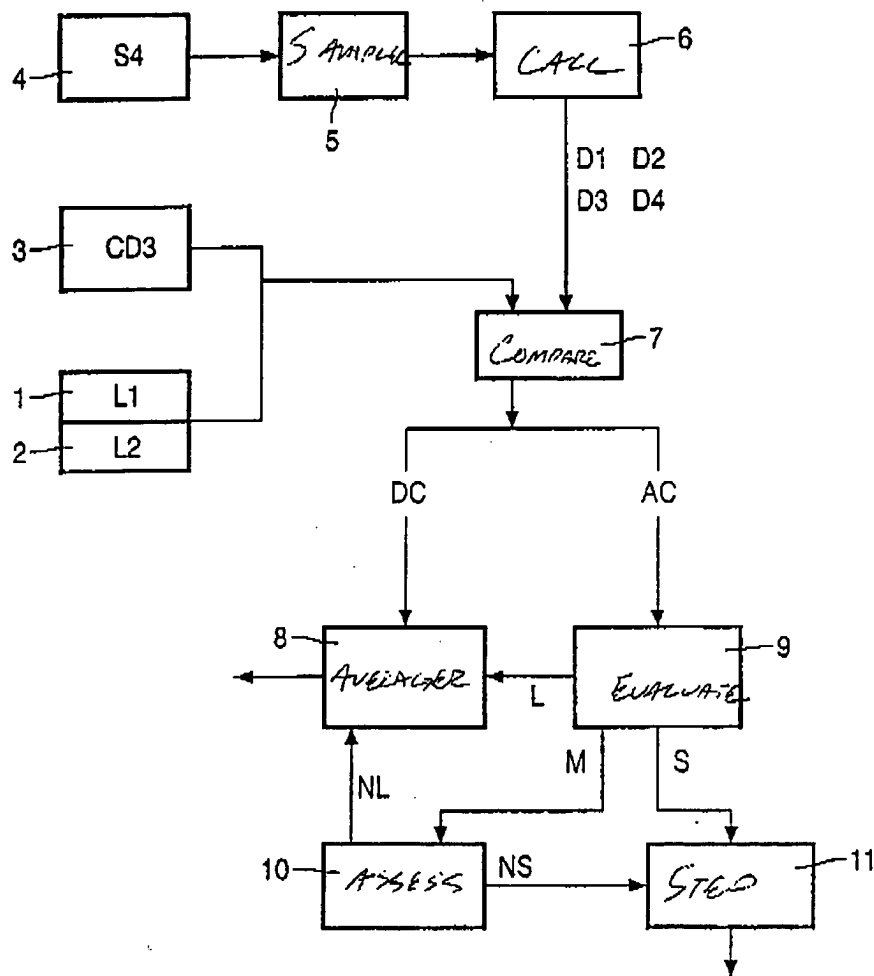 S4
SAMPLE
4
5
6
D1 D2
D3 D4
CD3
3
COMPARE
7
L1
1
L2
2
DC
AC
8
AVERAGER
L
EVALUATE
9
M
S
NL
10
ASSESS
NS
STEP
11